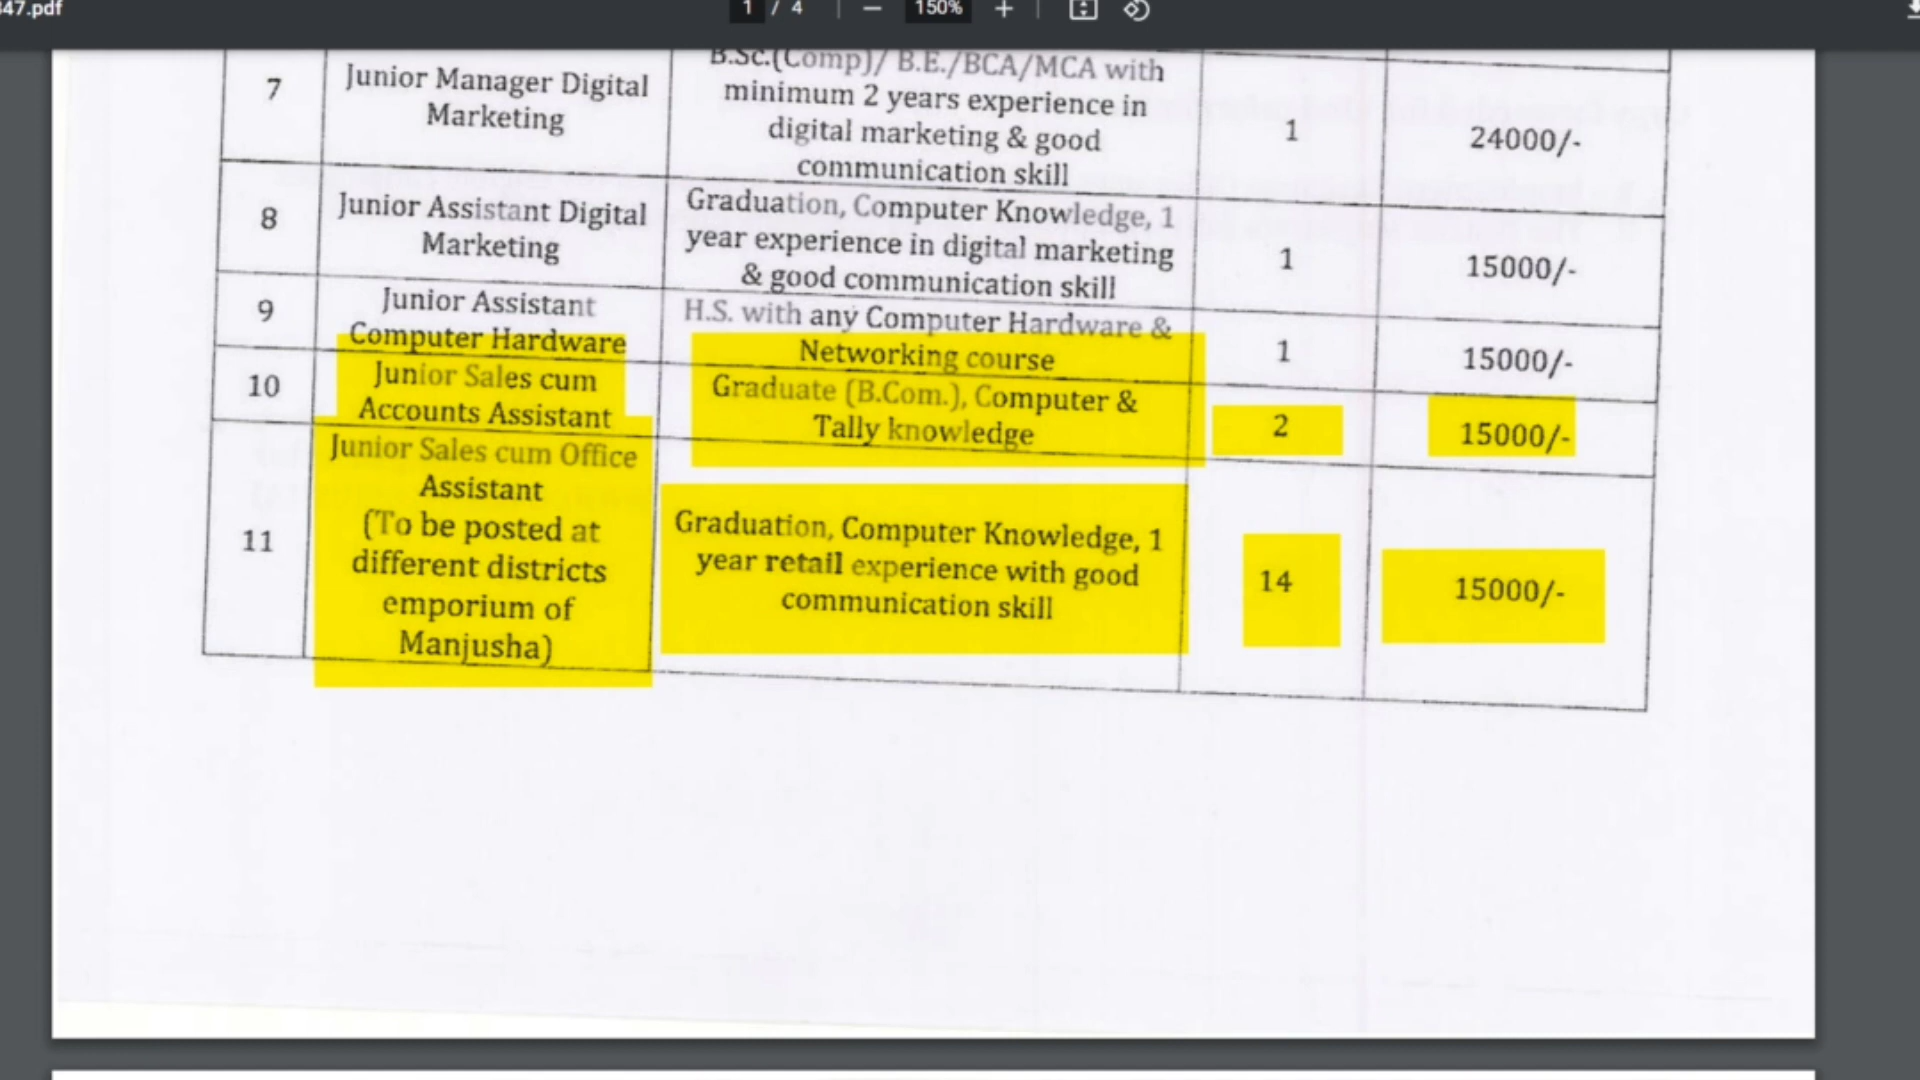 347.pdf
1 / 4
150%
7
Junior Manager Digital
Marketing
B.Sc.(Comp)/ B.E./BCA/MCA with
minimum 2 years experience in
digital marketing & good
communication skill
1
24000/-
8
Junior Assistant Digital
Marketing
Graduation, Computer Knowledge, 1
year experience in digital marketing
& good communication skill
1
15000/-
9
Junior Assistant
Computer Hardware
H.S. with any Computer Hardware &
Networking course
1
15000/-
10
Junior Sales cum
Accounts Assistant
Graduate (B.Com.), Computer &
Tally knowledge
2
15000/-
11
Junior Sales cum Office
Assistant
(To be posted at
different districts
emporium of
Manjusha)
Graduation, Computer Knowledge, 1
year retail experience with good
communication skill
14
15000/-